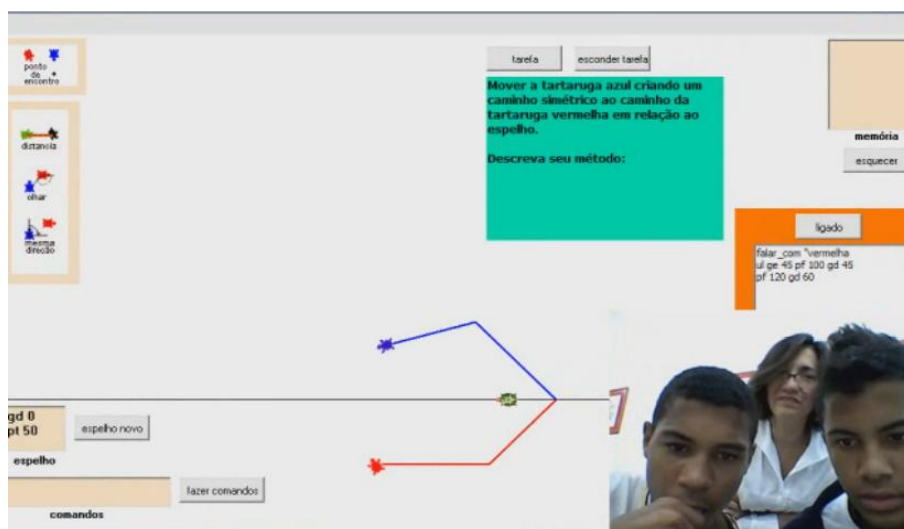 ponto
de
encontro
distancia
olhar
mesma
direção
tarefa
esconder tarefa
Mover a tartaruga azul criando um
caminho simétrico ao caminho da
tartaruga vermelha em relação ao
espelho.
Descreva seu método:
memória
esquecer
ligado
falar_com "vermelha
ul ge 45 pf 100 gd 45
pf 120 gd 60
gd 0
pt 50
espelho novo
espelho
fazer comandos
comandos